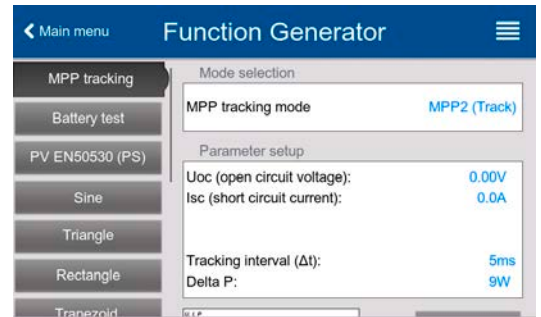 Main menu
Function Generator
MPP tracking
Battery test
PV EN50530 (PS)
Sine
Triangle
Rectangle
Trapezoid
Mode selection
MPP tracking mode MPP2 (Track)
Parameter setup
Uoc (open circuit voltage): 0.00V
Isc (short circuit current): 0.0A
Tracking interval (Δt): 5ms
Delta P: 9W